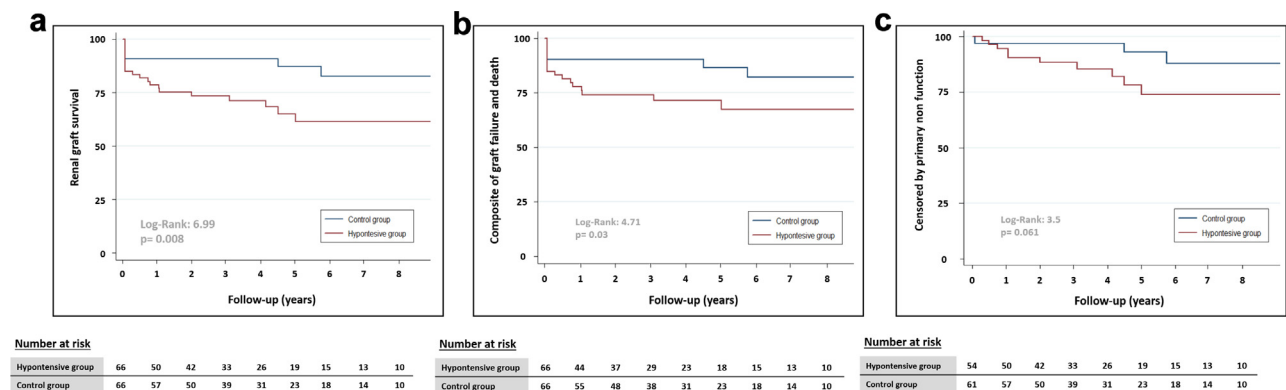 a
100
75
50
25
0
Renal graft survival
Log-Rank: 6.99
p= 0.008
Control group
Hypontesive group
0 1 2 3 4 5 6 7 8
Follow-up (years)
Number at risk
Hypontensive group 66 50 42 33 26 19 15 13 10
Control group 66 57 50 39 31 23 18 14 10
b
100
75
50
25
0
Composite of graft failure and death
Log-Rank: 4.71
p= 0.03
Control group
Hypontesive group
0 1 2 3 4 5 6 7 8
Follow-up (years)
Number at risk
Hypontensive group 66 44 37 29 23 18 15 13 10
Control group 66 55 48 38 31 23 18 14 10
c
100
75
50
25
0
Censored by primary non function
Log-Rank: 3.5
p= 0.061
Control group
Hypontesive group
0 1 2 3 4 5 6 7 8
Follow-up (years)
Number at risk
Hypontensive group 54 50 42 33 26 19 15 13 10
Control group 61 57 50 39 31 23 18 14 10